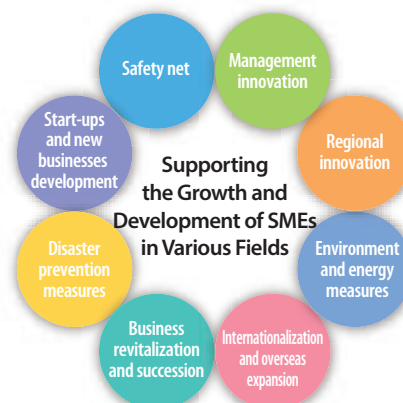 Safety net
Management
innovation
Start-ups
and new
businesses
development
Regional
innovation
Supporting
the Growth and
Development of SMEs
in Various Fields
Disaster
prevention
measures
Environment
and energy
measures
Business
revitalization
and succession
Internationalization
and overseas
expansion